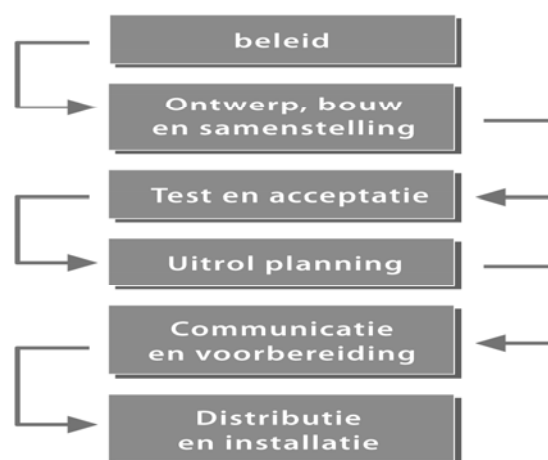 beleid
Ontwerp, bouw
en samenstelling
Test en acceptatie
Uitrol planning
Communicatie
en voorbereiding
Distributie
en installatie